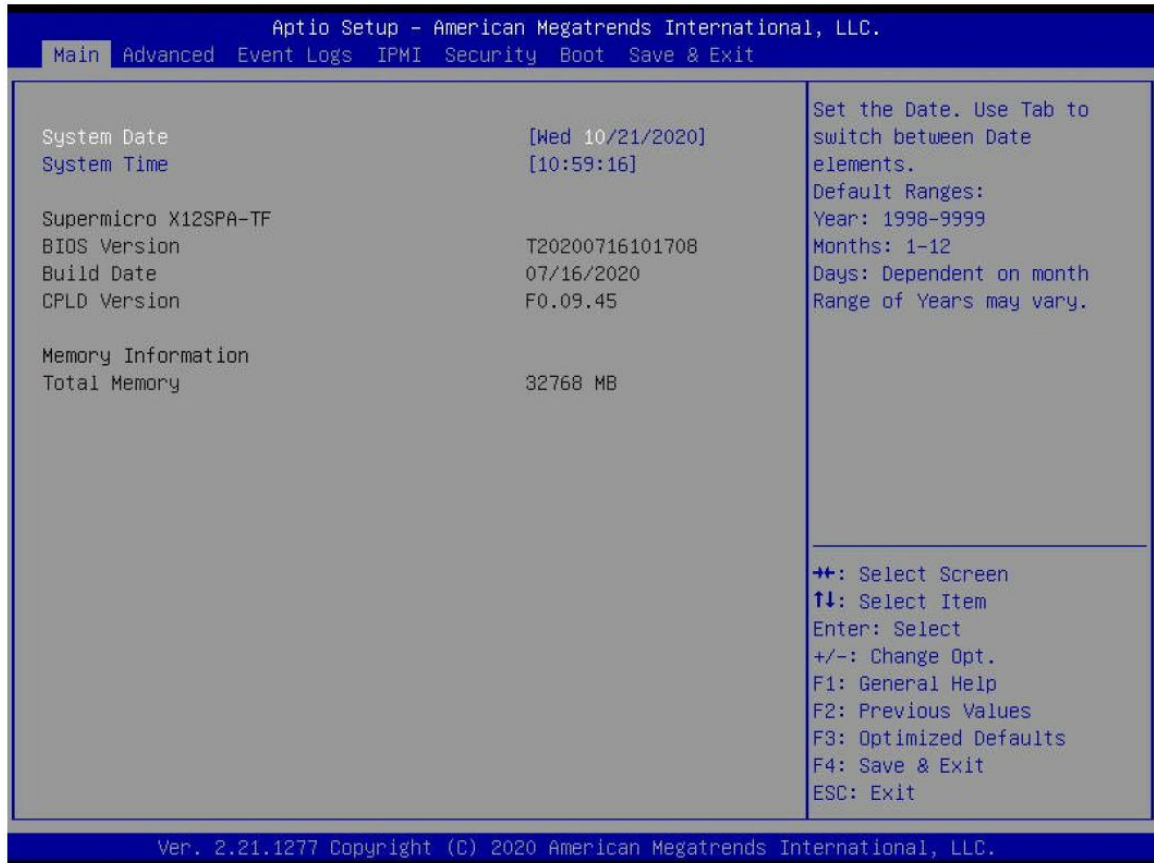 Aptio Setup – American Megatrends International, LLC.
Main Advanced Event Logs IPMI Security Boot Save & Exit
System Date [Wed 10/21/2020]
System Time [10:59:16]
Supermicro X12SPA-TF
BIOS Version T20200716101708
Build Date 07/16/2020
CPLD Version F0.09.45
Memory Information
Total Memory 32768 MB
Set the Date. Use Tab to
switch between Date
elements.
Default Ranges:
Year: 1998-9999
Months: 1-12
Days: Dependent on month
Range of Years may vary.
→←: Select Screen
↑↓: Select Item
Enter: Select
+/-: Change Opt.
F1: General Help
F2: Previous Values
F3: Optimized Defaults
F4: Save & Exit
ESC: Exit
Ver. 2.21.1277 Copyright (C) 2020 American Megatrends International, LLC.